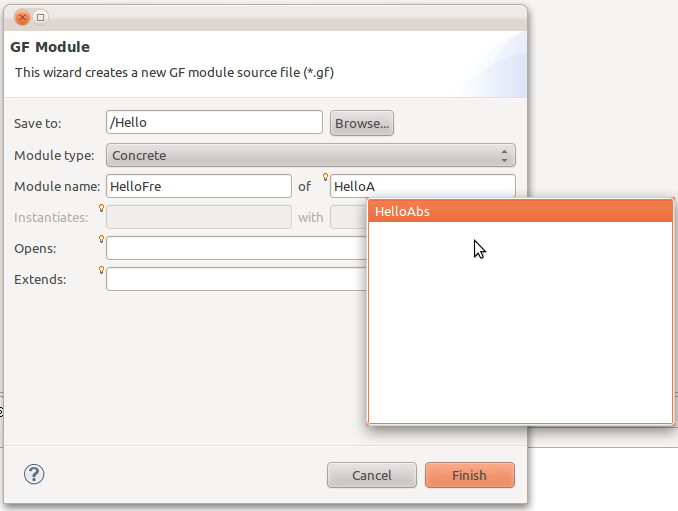 GF Module
This wizard creates a new GF module source file (*.gf)
Save to: /Hello Browse...
Module type: Concrete
Module name: HelloFre of HelloA
HelloAbs
Instantiates: with
Opens:
Extends:
? Cancel Finish